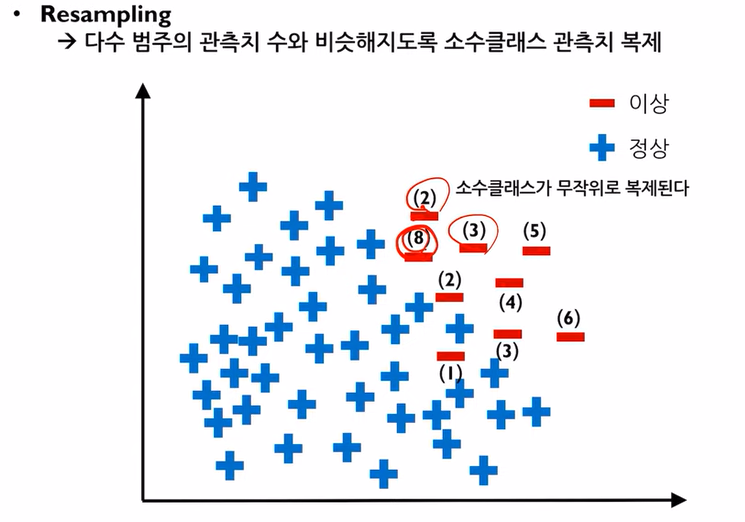 • Resampling
→ 다수 범주의 관측치 수와 비슷해지도록 소수클래스 관측치 복제
이상
정상
소수클래스가 무작위로 복제된다
(2)
(8)
(3)
(5)
(2)
(4)
(6)
(3)
(1)